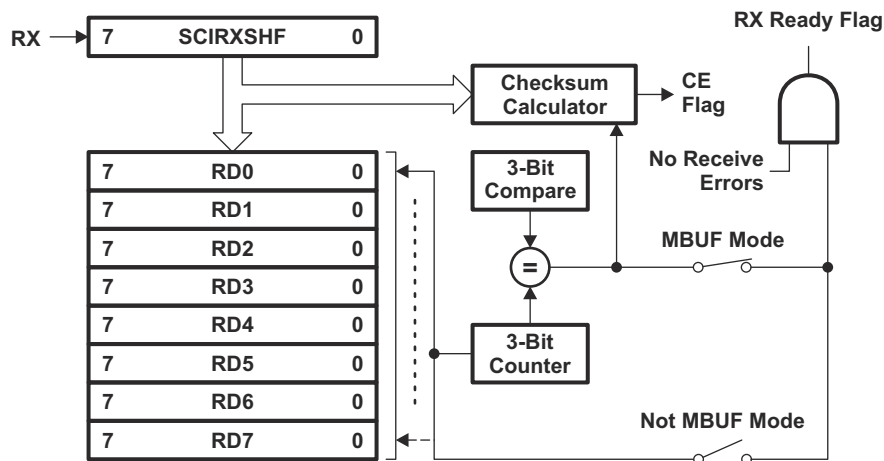 RX Ready Flag
RX
7 SCIRXSHF 0
Checksum
Calculator
CE
Flag
No Receive
Errors
7 RD0 0
7 RD1 0
7 RD2 0
7 RD3 0
7 RD4 0
7 RD5 0
7 RD6 0
7 RD7 0
3-Bit
Compare
=
3-Bit
Counter
MBUF Mode
Not MBUF Mode